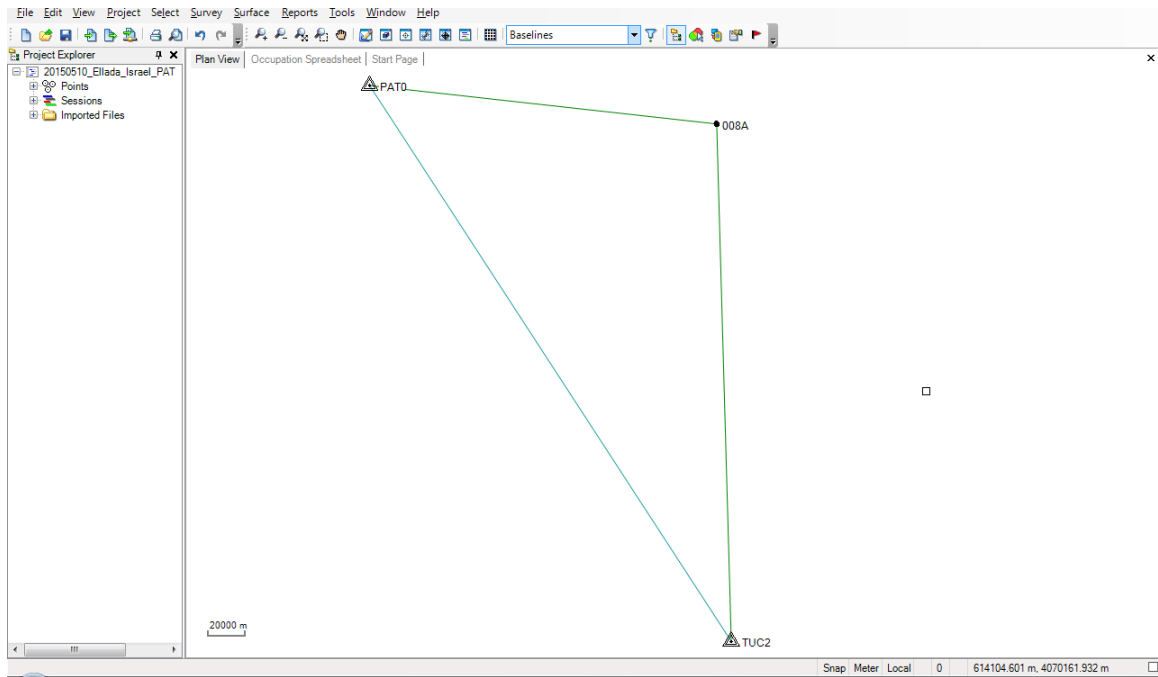 File Edit View Project Select Survey Surface Reports Tools Window Help
Baselines
Project Explorer
20150510_Ellada_Israel_PAT
Points
Sessions
Imported Files
Plan View Occupation Spreadsheet Start Page
PAT0
008A
TUC2
20000 m
Snap Meter Local 0 614104.601 m, 4070161.932 m